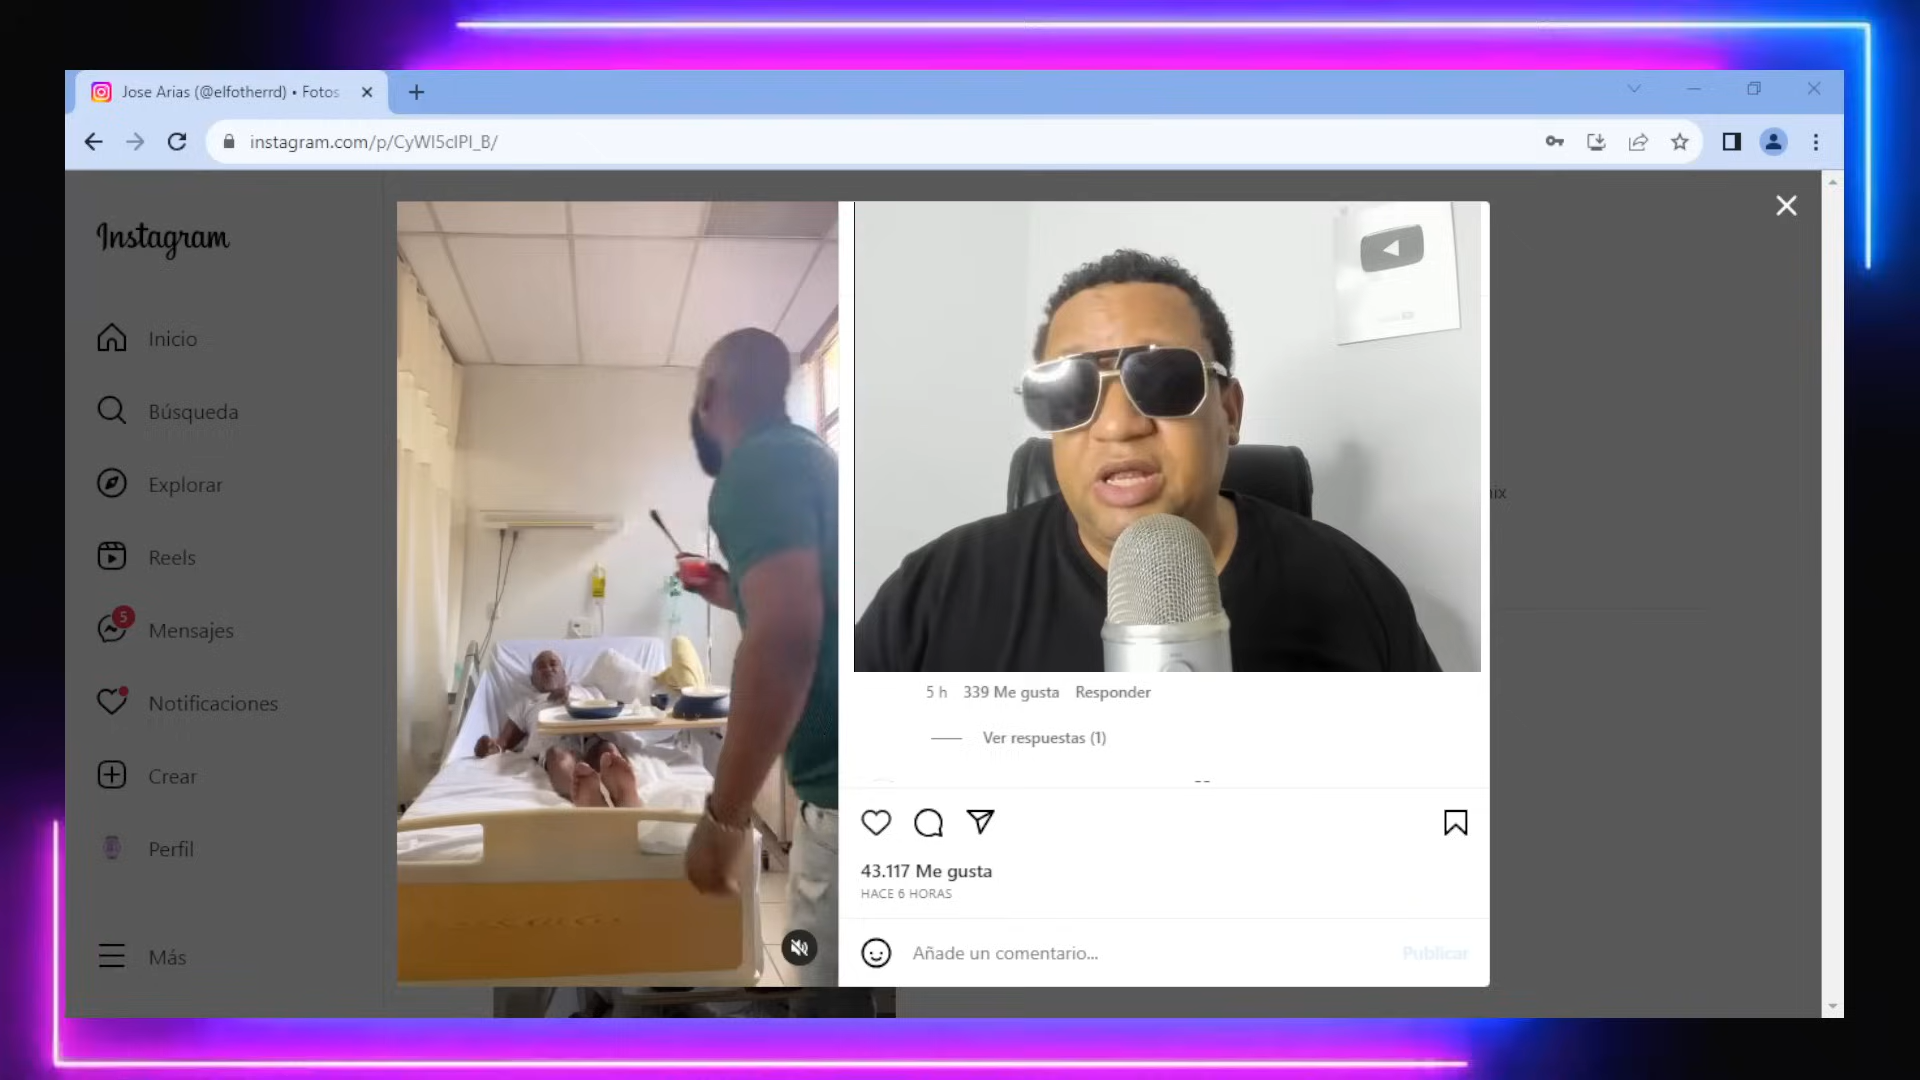 Jose Arias (@elfotherrd) • Fotos
instagram.com/p/CyWI5cIPI_B/
Instagram
Inicio
Búsqueda
Explorar
Reels
5
Mensajes
Notificaciones
Crear
Perfil
Más
5 h 339 Me gusta Responder
Ver respuestas (1)
43.117 Me gusta
HACE 6 HORAS
Añade un comentario...
Publicar